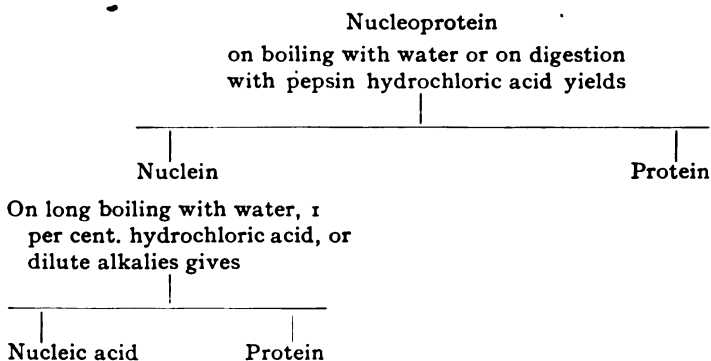 Nucleoprotein
on boiling with water or on digestion
with pepsin hydrochloric acid yields
Nuclein
Protein
On long boiling with water, 1
per cent. hydrochloric acid, or
dilute alkalies gives
Nucleic acid
Protein